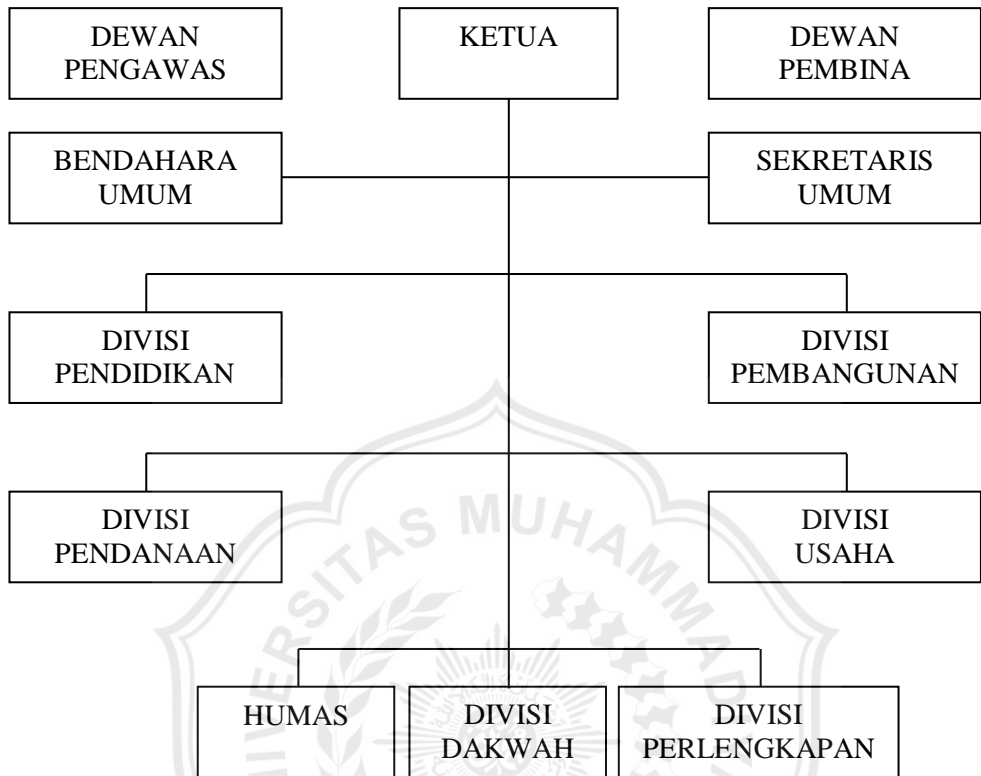 DEWAN
PENGAWAS
KETUA
DEWAN
PEMBINA
BENDAHARA
UMUM
SEKRETARIS
UMUM
DIVISI
PENDIDIKAN
DIVISI
PEMBANGUNAN
DIVISI
PENDANAAN
DIVISI
USAHA
HUMAS
DIVISI
DAKWAH
DIVISI
PERLENGKAPAN